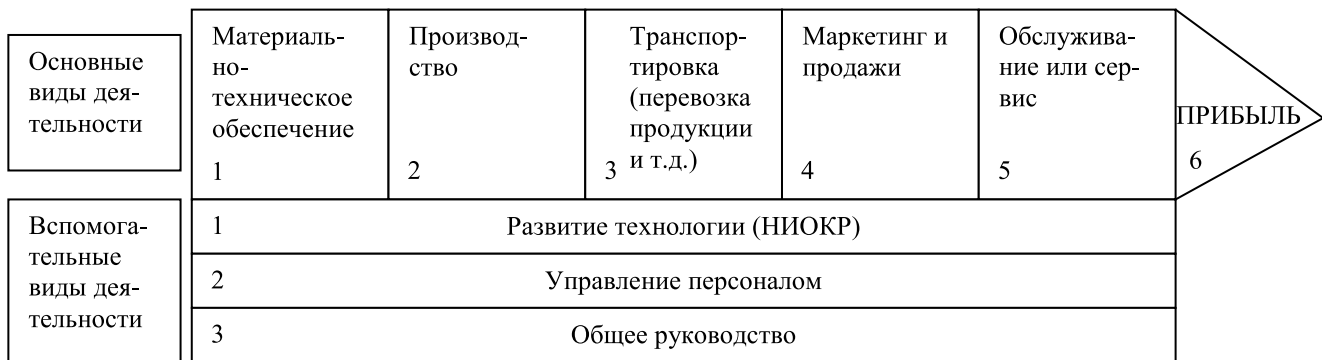 Основные
виды дея-
тельности
Материаль-
но-
техническое
обеспечение
1
Производ-
ство
2
Транспор-
тировка
(перевозка
продукции
и т.д.)
3
Маркетинг и
продажи
4
Обслужива-
ние или сер-
вис
5
ПРИБЫЛЬ
6
Вспомога-
тельные
виды дея-
тельности
1 Развитие технологии (НИОКР)
2 Управление персоналом
3 Общее руководство